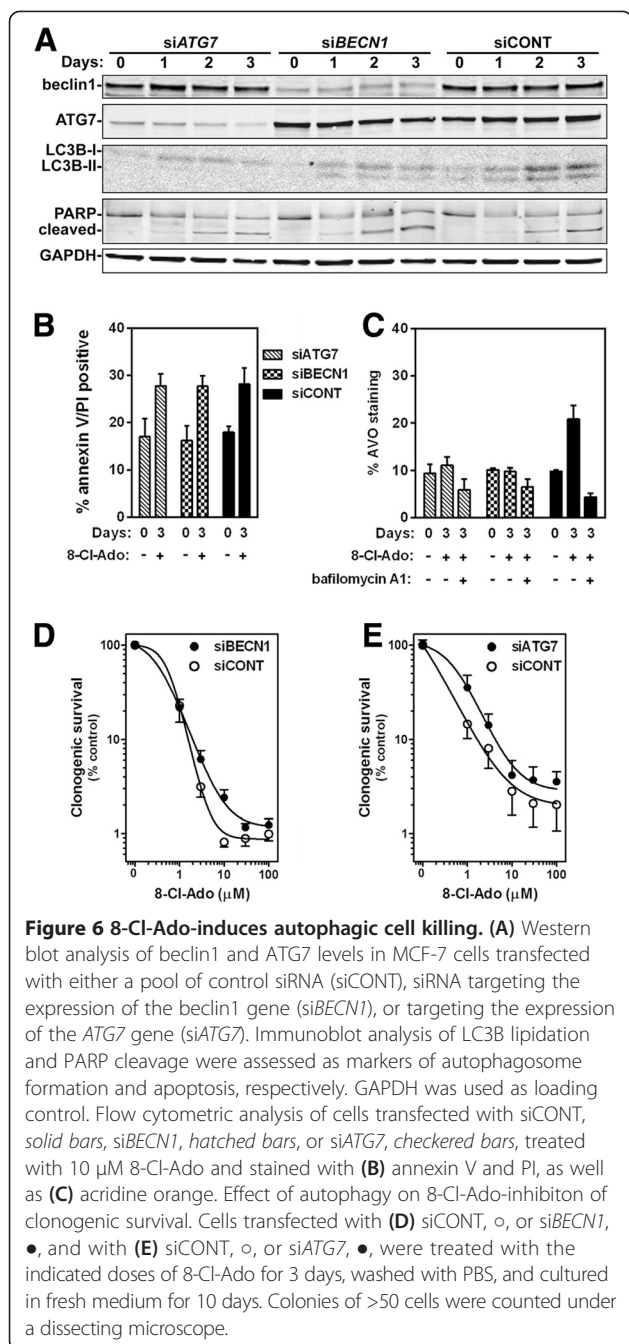 A
siATG7 siBECN1 siCONT
Days: 0 1 2 3 0 1 2 3 0 1 2 3
beclin1-
ATG7-
LC3B-I
LC3B-II
PARP
cleaved-
GAPDH-
B
% annexin V/PI positive
40
30
20
10
0
Days: 0 3 0 3 0 3
8-Cl-Ado: - + - + - +
siATG7
siBECN1
siCONT
C
% AVO staining
40
30
20
10
0
Days: 0 3 3 0 3 3 0 3 3
8-Cl-Ado: - + + - + + - + +
bafilomycin A1: - - + - - + - - +
D
siBECN1
siCONT
Clonogenic survival
(% control)
100
10
1
0 1 10 100
8-Cl-Ado (μM)
E
siATG7
siCONT
Clonogenic survival
(% control)
100
10
1
0 1 10 100
8-Cl-Ado (μM)
Figure 6 8-Cl-Ado-induces autophagic cell killing. (A) Western
blot analysis of beclin1 and ATG7 levels in MCF-7 cells transfected
with either a pool of control siRNA (siCONT), siRNA targeting the
expression of the beclin1 gene (siBECN1), or targeting the expression
of the ATG7 gene (siATG7). Immunoblot analysis of LC3B lipidation
and PARP cleavage were assessed as markers of autophagosome
formation and apoptosis, respectively. GAPDH was used as loading
control. Flow cytometric analysis of cells transfected with siCONT,
solid bars, siBECN1, hatched bars, or siATG7, checkered bars, treated
with 10 μM 8-Cl-Ado and stained with (B) annexin V and PI, as well
as (C) acridine orange. Effect of autophagy on 8-Cl-Ado-inhibiton of
clonogenic survival. Cells transfected with (D) siCONT, ○, or siBECN1,
●, and with (E) siCONT, ○, or siATG7, ●, were treated with the
indicated doses of 8-Cl-Ado for 3 days, washed with PBS, and cultured
in fresh medium for 10 days. Colonies of >50 cells were counted under
a dissecting microscope.